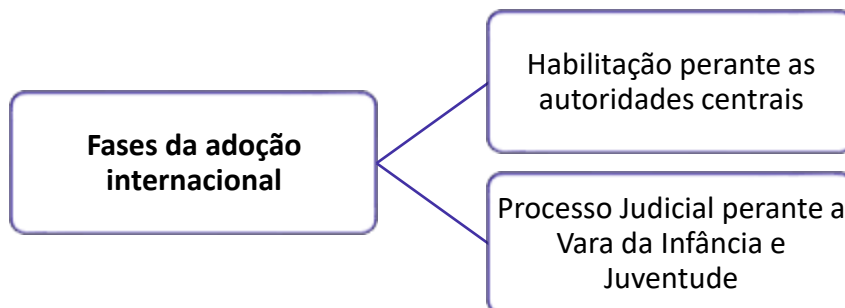 Fases da adoção
internacional
Habilitação perante as
autoridades centrais
Processo Judicial perante a
Vara da Infância e
Juventude